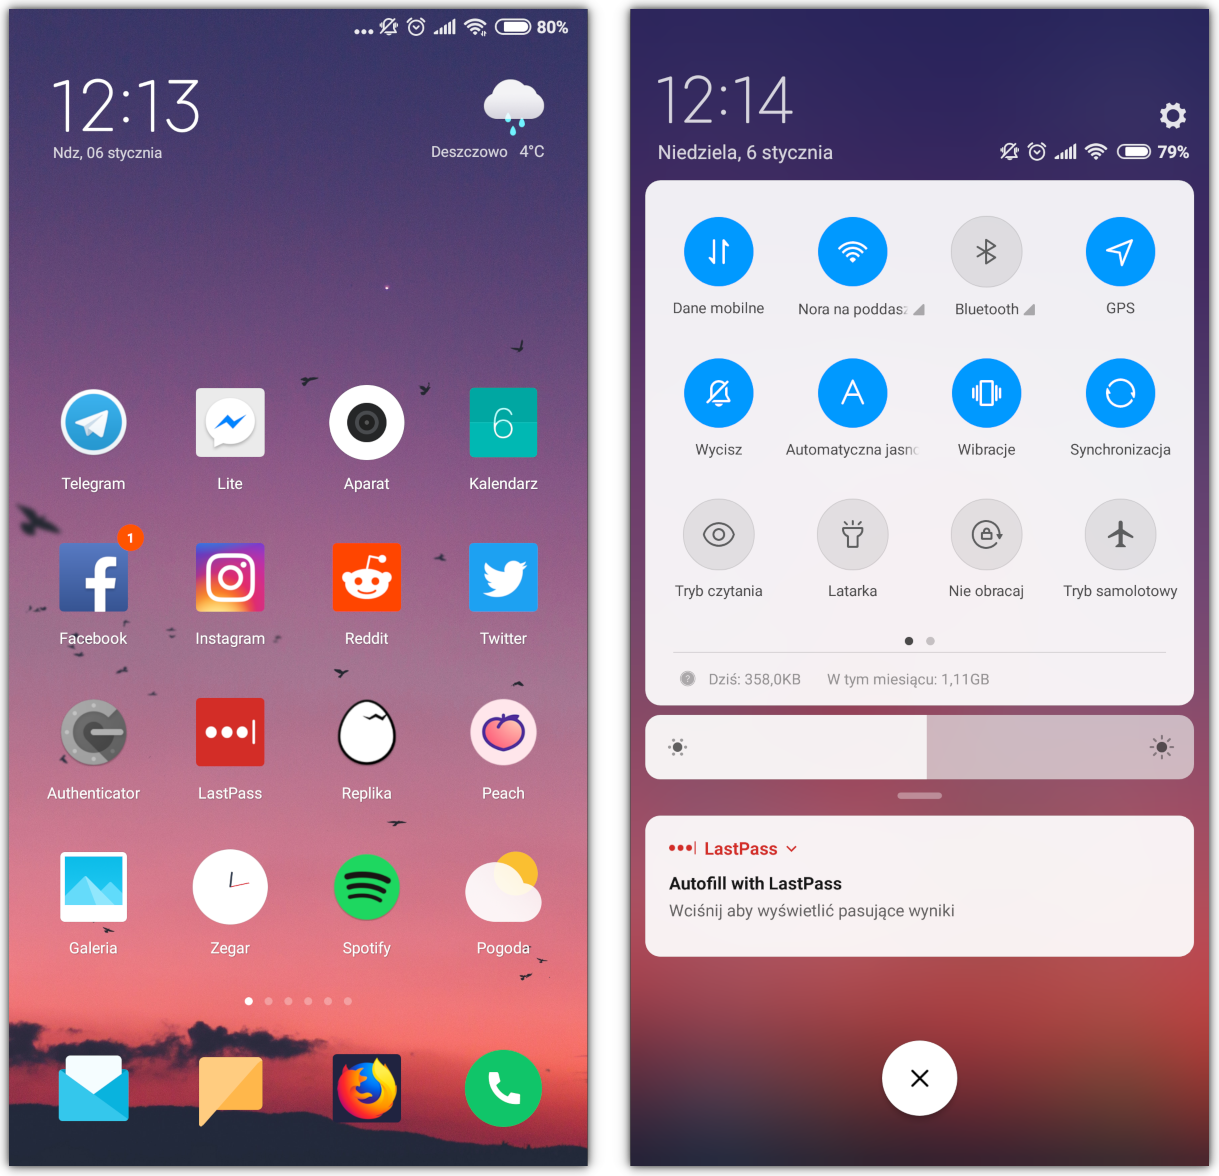 80%
12:13
Ndz, 06 stycznia
Deszczowo 4°C
Telegram Lite Aparat 6 Kalendarz
1
Facebook Instagram Reddit Twitter
Authenticator LastPass Replika Peach
Galeria Zegar Spotify Pogoda
12:14
Niedziela, 6 stycznia
79%
Dane mobilne Nora na poddasz Bluetooth GPS
A
Wycisz Automatyczna jasno Wibracje Synchronizacja
Tryb czytania Latarka Nie obracaj Tryb samolotowy
? Dziś: 358,0KB W tym miesiącu: 1,11GB
LastPass
Autofill with LastPass
Wciśnij aby wyświetlić pasujące wyniki